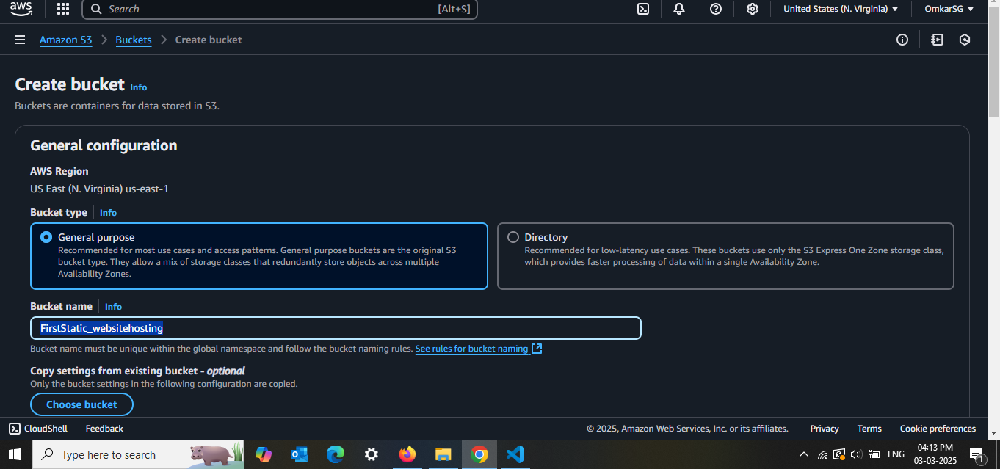 aws
Search [Alt+S] United States (N. Virginia) ▼ OmkarSG ▼
Amazon S3 > Buckets > Create bucket
Create bucket Info
Buckets are containers for data stored in S3.
General configuration
AWS Region
US East (N. Virginia) us-east-1
Bucket type Info
General purpose
Recommended for most use cases and access patterns. General purpose buckets are the original S3
bucket type. They allow a mix of storage classes that redundantly store objects across multiple
Availability Zones.
Directory
Recommended for low-latency use cases. These buckets use only the S3 Express One Zone storage class,
which provides faster processing of data within a single Availability Zone.
Bucket name Info
FirstStatic_websitehosting
Bucket name must be unique within the global namespace and follow the bucket naming rules. See rules for bucket naming
Copy settings from existing bucket - optional
Only the bucket settings in the following configuration are copied.
Choose bucket
CloudShell Feedback © 2025, Amazon Web Services, Inc. or its affiliates. Privacy Terms Cookie preferences
Type here to search ENG 04:13 PM
03-03-2025 1